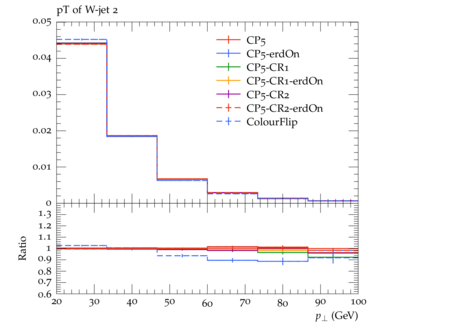 pT of W-jet 2
0.05
0.04
0.03
0.02
0.01
0
CP5
CP5-erdOn
CP5-CR1
CP5-CR1-erdOn
CP5-CR2
CP5-CR2-erdOn
ColourFlip
Ratio
1.3
1.2
1.1
1
0.9
0.8
0.7
0.6
20 30 40 50 60 70 80 90 100
p⊥ (GeV)